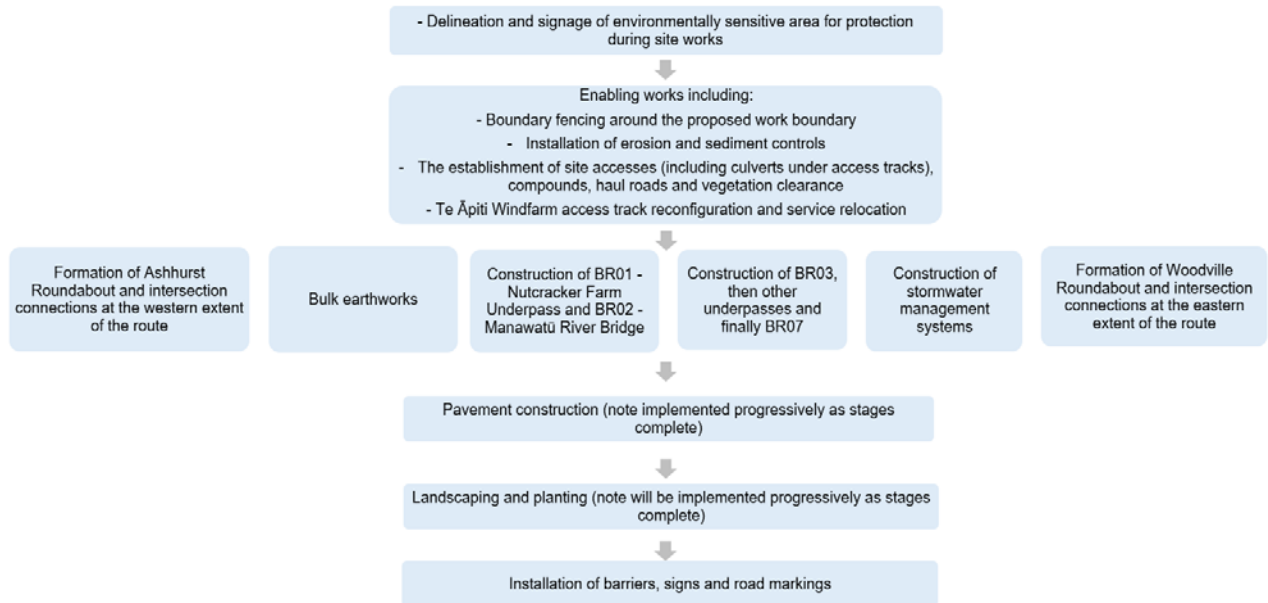 - Delineation and signage of environmentally sensitive area for protection
during site works
Enabling works including:
- Boundary fencing around the proposed work boundary
- Installation of erosion and sediment controls
- The establishment of site accesses (including culverts under access tracks),
compounds, haul roads and vegetation clearance
- Te Āpiti Windfarm access track reconfiguration and service relocation
Formation of Ashhurst
Roundabout and intersection
connections at the western extent
of the route
Bulk earthworks
Construction of BR01 -
Nutcracker Farm
Underpass and BR02 -
Manawatū River Bridge
Construction of BR03,
then other
underpasses and
finally BR07
Construction of
stormwater
management
systems
Formation of Woodville
Roundabout and intersection
connections at the eastern
extent of the route
Pavement construction (note implemented progressively as stages
complete)
Landscaping and planting (note will be implemented progressively as stages
complete)
Installation of barriers, signs and road markings